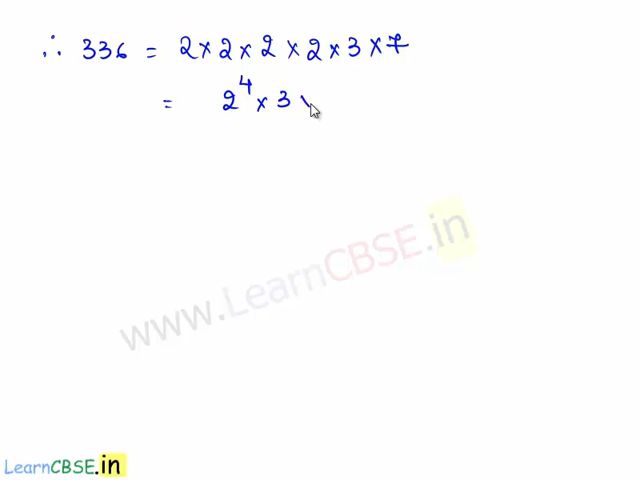 ∴ 336 = 2 × 2 × 2 × 2 × 3 × 7
= 2⁴ × 3
www.LearnCBSE.in
LearnCBSE.in